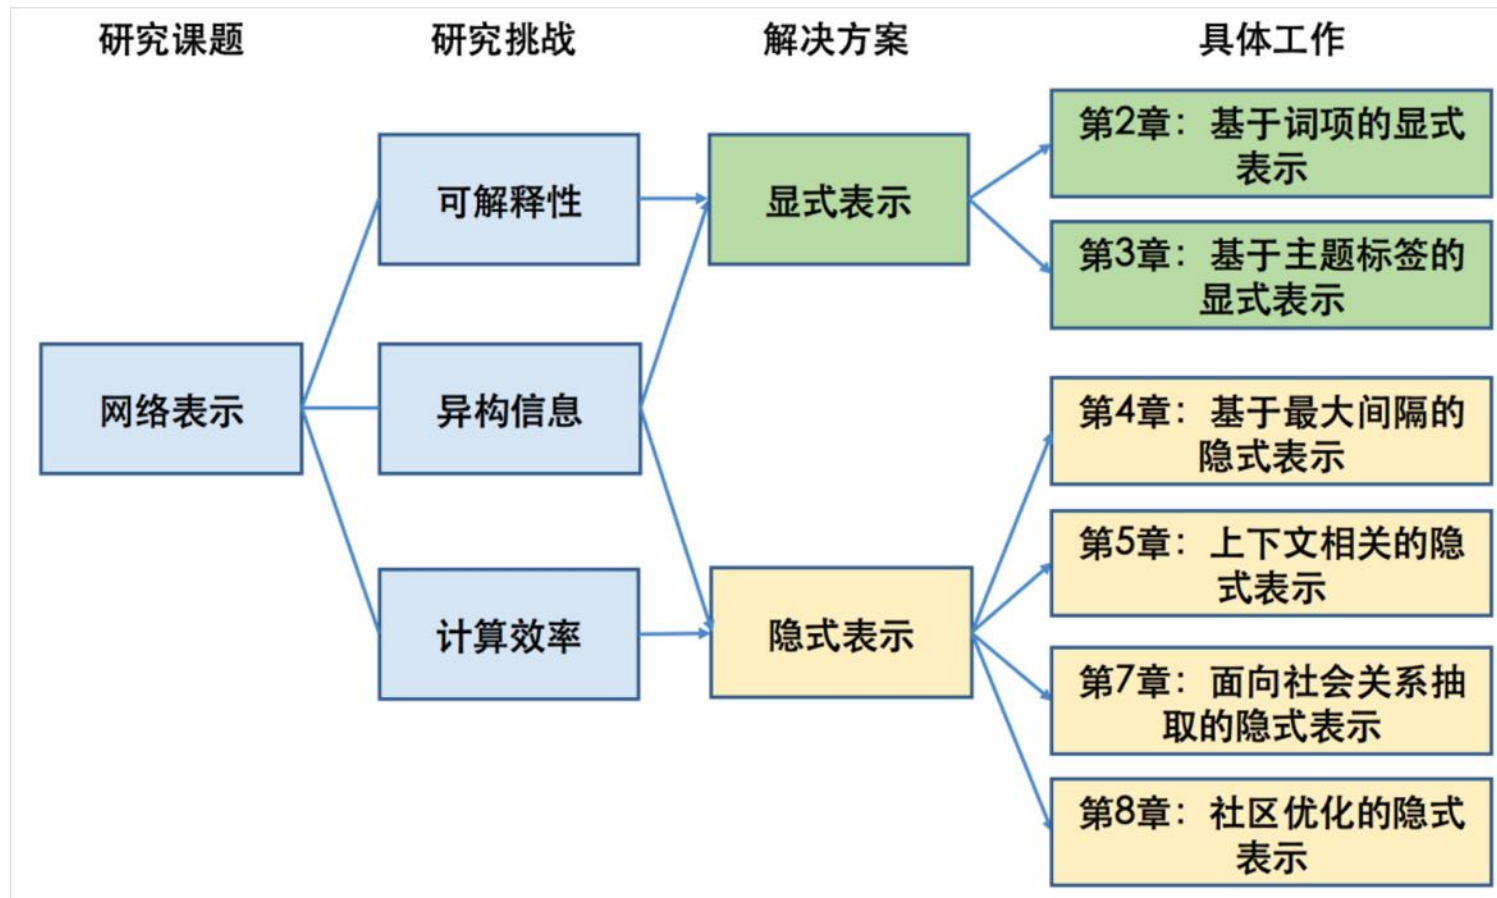 研究课题
研究挑战
解决方案
具体工作
网络表示
可解释性
异构信息
计算效率
显式表示
隐式表示
第2章：基于词项的显式
表示
第3章：基于主题标签的
显式表示
第4章：基于最大间隔的
隐式表示
第5章：上下文相关的隐
式表示
第7章：面向社会关系抽
取的隐式表示
第8章：社区优化的隐式
表示